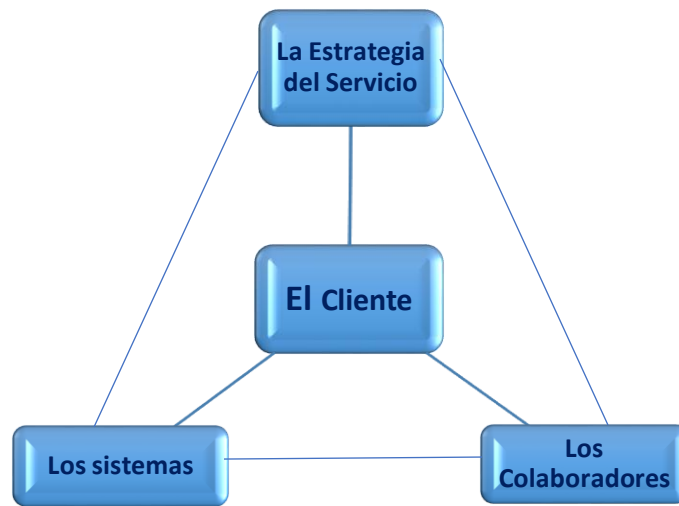 La Estrategia
del Servicio
El Cliente
Los sistemas
Los
Colaboradores